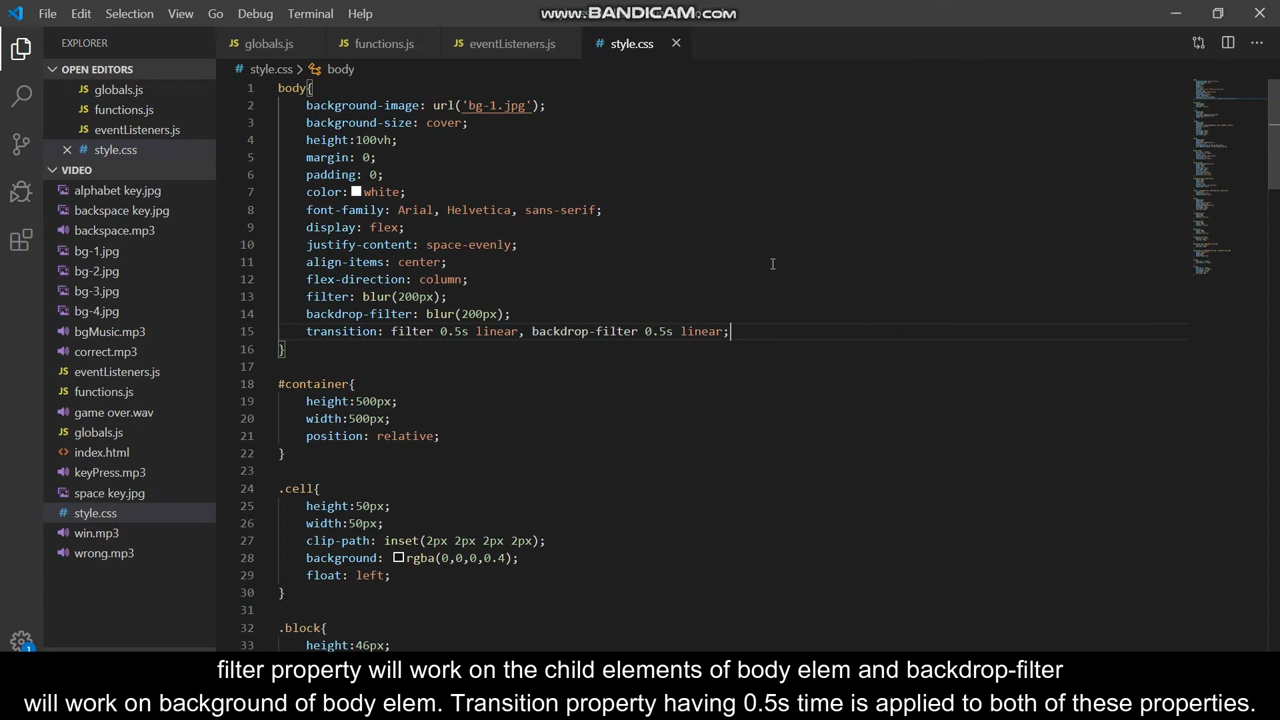 File Edit Selection View Go Debug Terminal Help
www.BANDICAM.com
EXPLORER
globals.js functions.js eventListeners.js style.css
OPEN EDITORS
globals.js
functions.js
eventListeners.js
style.css
VIDEO
alphabet key.jpg
backspace key.jpg
backspace.mp3
bg-1.jpg
bg-2.jpg
bg-3.jpg
bg-4.jpg
bgMusic.mp3
correct.mp3
eventListeners.js
functions.js
game over.wav
globals.js
index.html
keyPress.mp3
space key.jpg
style.css
win.mp3
wrong.mp3
1
style.css > body
1 body{
2 background-image: url('bg-1.jpg');
3 background-size: cover;
4 height:100vh;
5 margin: 0;
6 padding: 0;
7 color: white;
8 font-family: Arial, Helvetica, sans-serif;
9 display: flex;
10 justify-content: space-evenly;
11 align-items: center;
12 flex-direction: column;
13 filter: blur(200px);
14 backdrop-filter: blur(200px);
15 transition: filter 0.5s linear, backdrop-filter 0.5s linear;
16 }
17
18 #container{
19 height:500px;
20 width:500px;
21 position: relative;
22 }
23
24 .cell{
25 height:50px;
26 width:50px;
27 clip-path: inset(2px 2px 2px 2px);
28 background: rgba(0,0,0,0.4);
29 float: left;
30 }
31
32 .block{
33 height:46px;
filter property will work on the child elements of body elem and backdrop-filter
will work on background of body elem. Transition property having 0.5s time is applied to both of these properties.